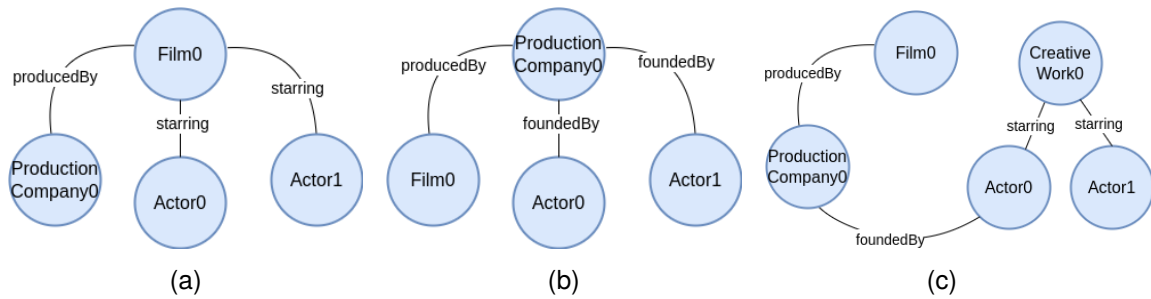 Film0
producedBy
starring
starring
Production
Company0
Actor0
Actor1
(a)
Production
Company0
producedBy
foundedBy
foundedBy
Film0
Actor0
Actor1
(b)
Film0
Creative
Work0
producedBy
starring
starring
Production
Company0
Actor0
Actor1
foundedBy
(c)